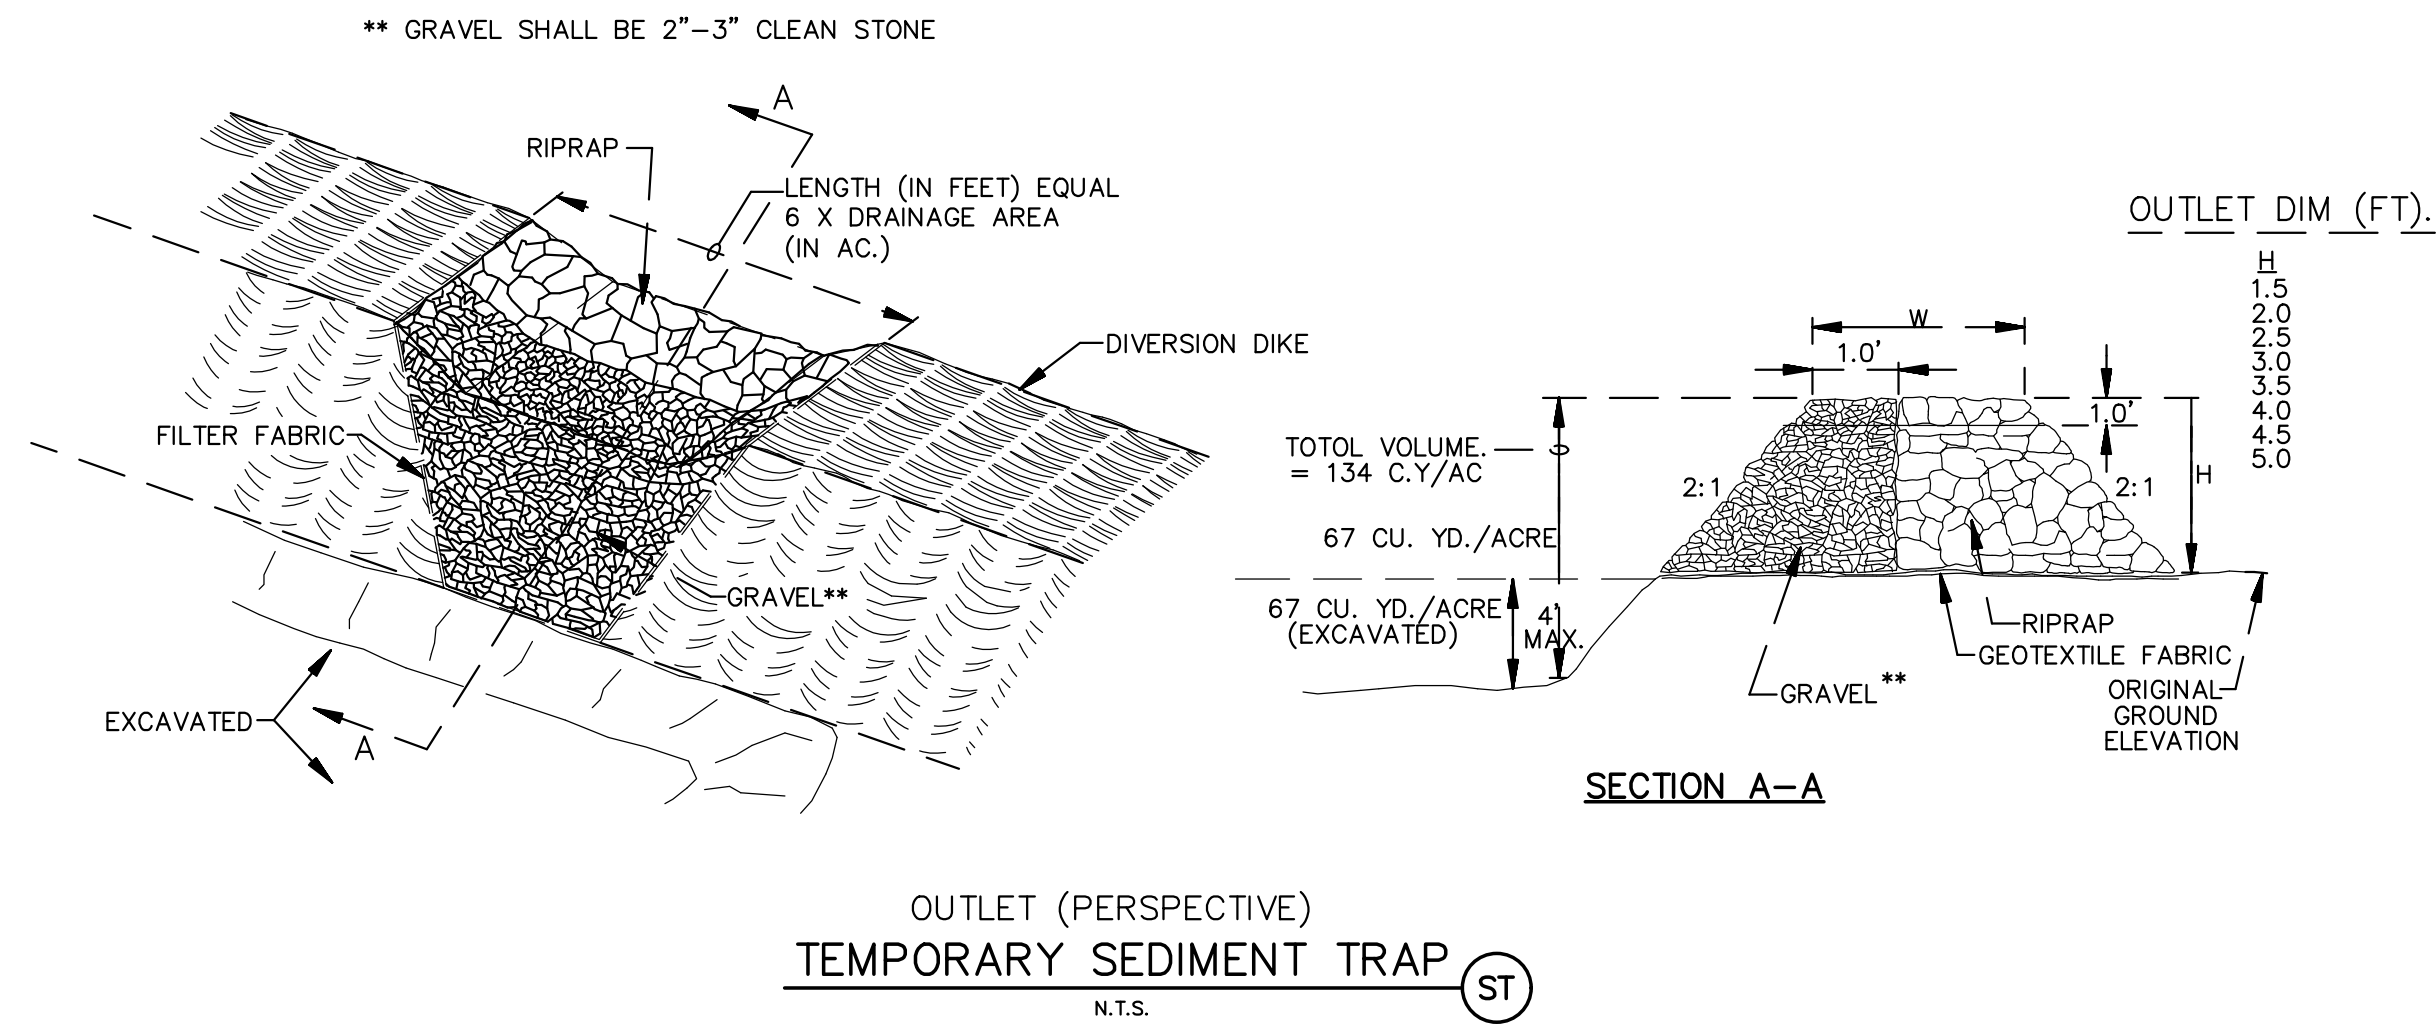 ** GRAVEL SHALL BE 2"-3" CLEAN STONE
A
RIPRAP
LENGTH (IN FEET) EQUAL
6 X DRAINAGE AREA
(IN AC.)
DIVERSION DIKE
FILTER FABRIC
GRAVEL**
EXCAVATED
A
OUTLET DIM (FT).
H
1.5
2.0
2.5
3.0
3.5
4.0
4.5
5.0
W
1.0'
1.0'
TOTOL VOLUME.
= 134 C.Y/AC
2:1
2:1
H
67 CU. YD./ACRE
67 CU. YD./ACRE
(EXCAVATED)
4'
MAX.
RIPRAP
GEOTEXTILE FABRIC
GRAVEL**
ORIGINAL
GROUND
ELEVATION
SECTION A-A
OUTLET (PERSPECTIVE)
TEMPORARY SEDIMENT TRAP
ST
N.T.S.